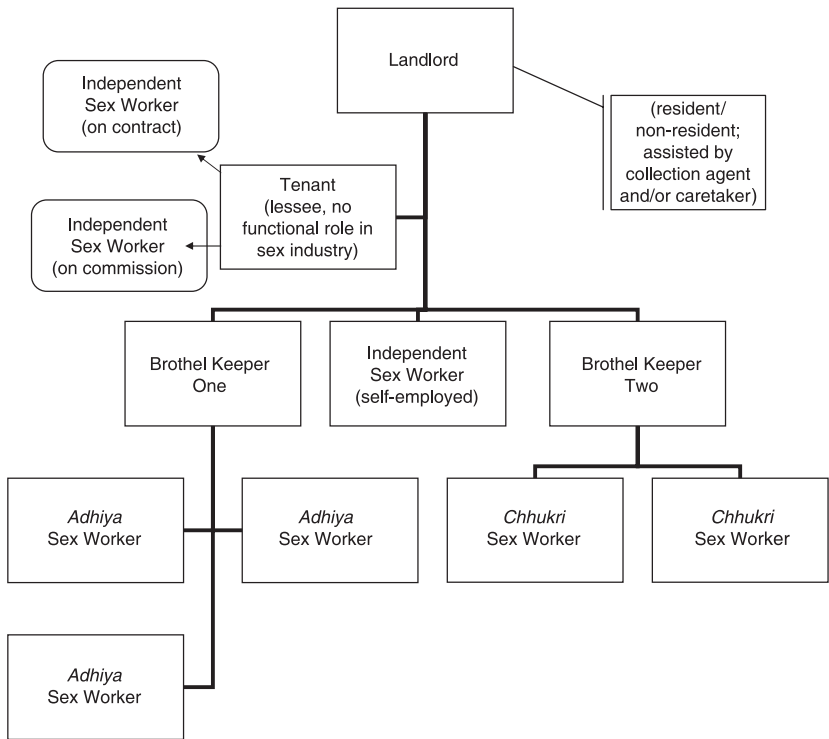 Landlord
(resident/
non-resident;
assisted by
collection agent
and/or caretaker)
Independent
Sex Worker
(on contract)
Tenant
(lessee, no
functional role in
sex industry)
Independent
Sex Worker
(on commission)
Brothel Keeper
One
Independent
Sex Worker
(self-employed)
Brothel Keeper
Two
Adhiya
Sex Worker
Adhiya
Sex Worker
Chhukri
Sex Worker
Chhukri
Sex Worker
Adhiya
Sex Worker